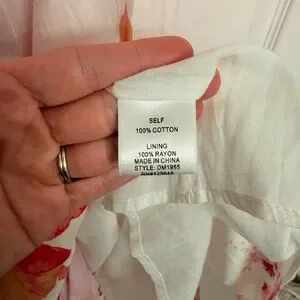 SELF
100% COTTON
LINING
100% RAYON
MADE IN CHINA
STYLE: DM1955